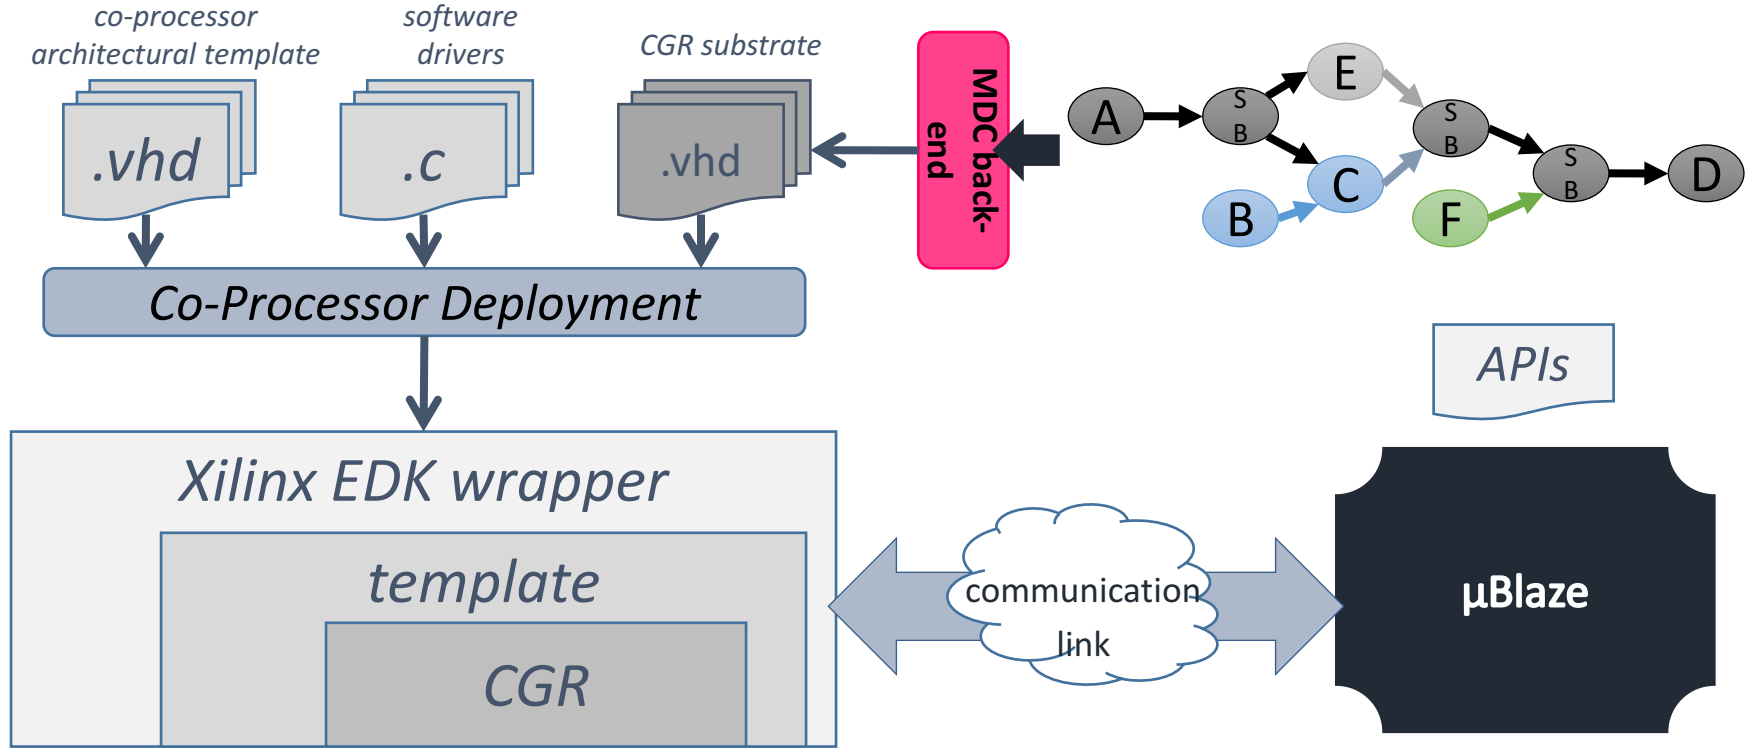 co-processor
architectural template
software
drivers
CGR substrate
.vhd
.c
.vhd
MDC back-
end
A
S
B
E
C
B
S
B
F
S
B
D
Co-Processor Deployment
APIs
Xilinx EDK wrapper
template
CGR
communication
link
µBlaze